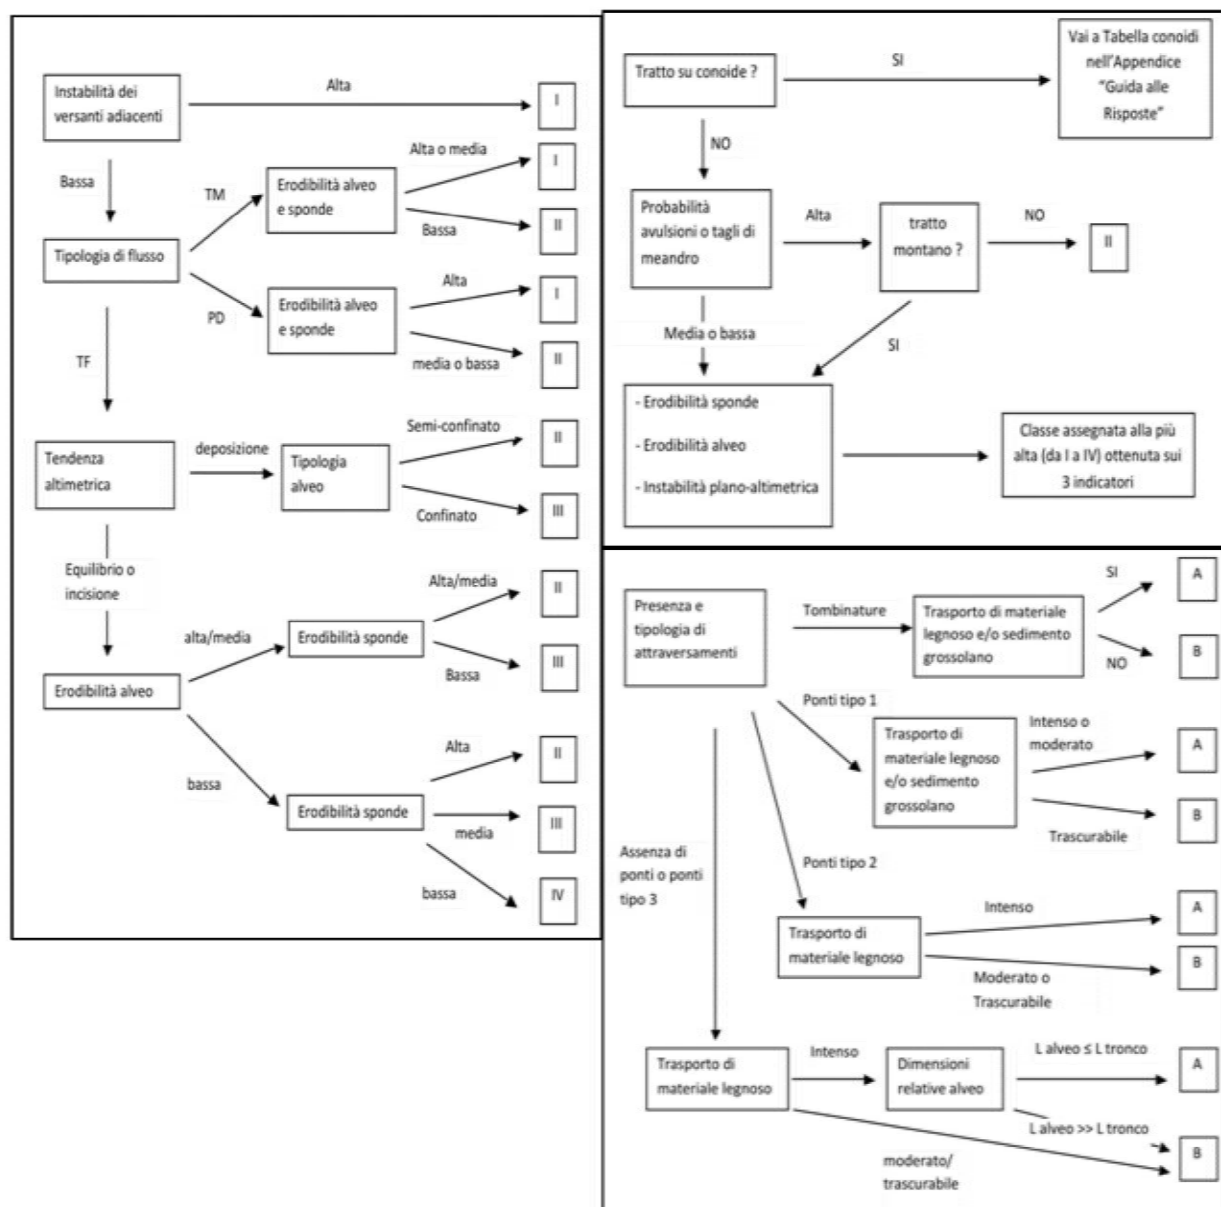 Instabilità dei
versanti adiacenti
Alta
I
Bassa
TM
Erodibilità alveo
e sponde
Alta o media
I
Bassa
II
Tipologia di flusso
PD
Erodibilità alveo
e sponde
Alta
I
media o bassa
II
TF
Tendenza
altimetrica
deposizione
Tipologia
alveo
Semi-confinato
II
Confinato
III
Equilibrio o
incisione
Erodibilità alveo
alta/media
Erodibilità sponde
Alta/media
II
Bassa
III
bassa
Erodibilità sponde
Alta
II
media
III
bassa
IV
Tratto su conoide ?
SI
Vai a Tabella conoidi
nell'Appendice
"Guida alle
Risposte"
NO
Probabilità
avulsioni o tagli di
meandro
Alta
tratto
montano ?
NO
II
Media o bassa
SI
- Erodibilità sponde
- Erodibilità alveo
- Instabilità plano-altimetrica
Classe assegnata alla più
alta (da I a IV) ottenuta sui
3 indicatori
Presenza e
tipologia di
attraversamenti
Tombinature
Trasporto di materiale
legnoso e/o sedimento
grossolano
SI
A
NO
B
Ponti tipo 1
Trasporto di
materiale legnoso
e/o sedimento
grossolano
Intenso o
moderato
A
Trascurabile
B
Ponti tipo 2
Trasporto di
materiale legnoso
Intenso
A
Moderato o
Trascurabile
B
Assenza di
ponti o ponti
tipo 3
Trasporto di
materiale legnoso
Intenso
Dimensioni
relative alveo
L alveo ≤ L tronco
A
L alveo >> L tronco
B
moderato/
trascurabile